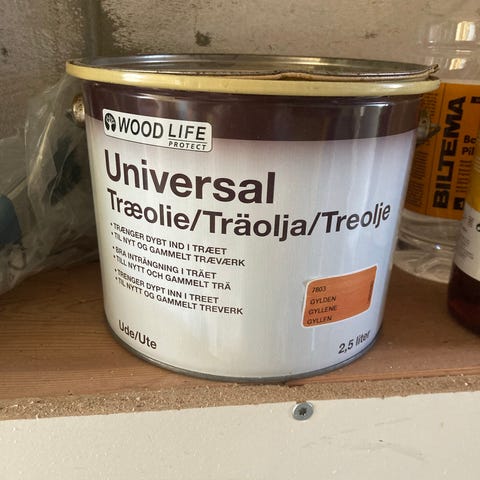 WOOD LIFE
PROTECT
Universal
Træolie/Träolja/Treolje
• TRÆNGER DYBT IND I TRÆET
• TIL NYT OG GAMMELT TRÆVÆRK
• BRA INTRÄNGNING I TRÄET
• TILL NYTT OCH GAMMELT TRÄ
• TRENGER DYPT INN I TREET
• TIL NYTT OG GAMMELT TREVERK
7803
GYLDEN
GYLLENE
GYLLEN
Ude/Ute
2,5 liter
BILTEMA